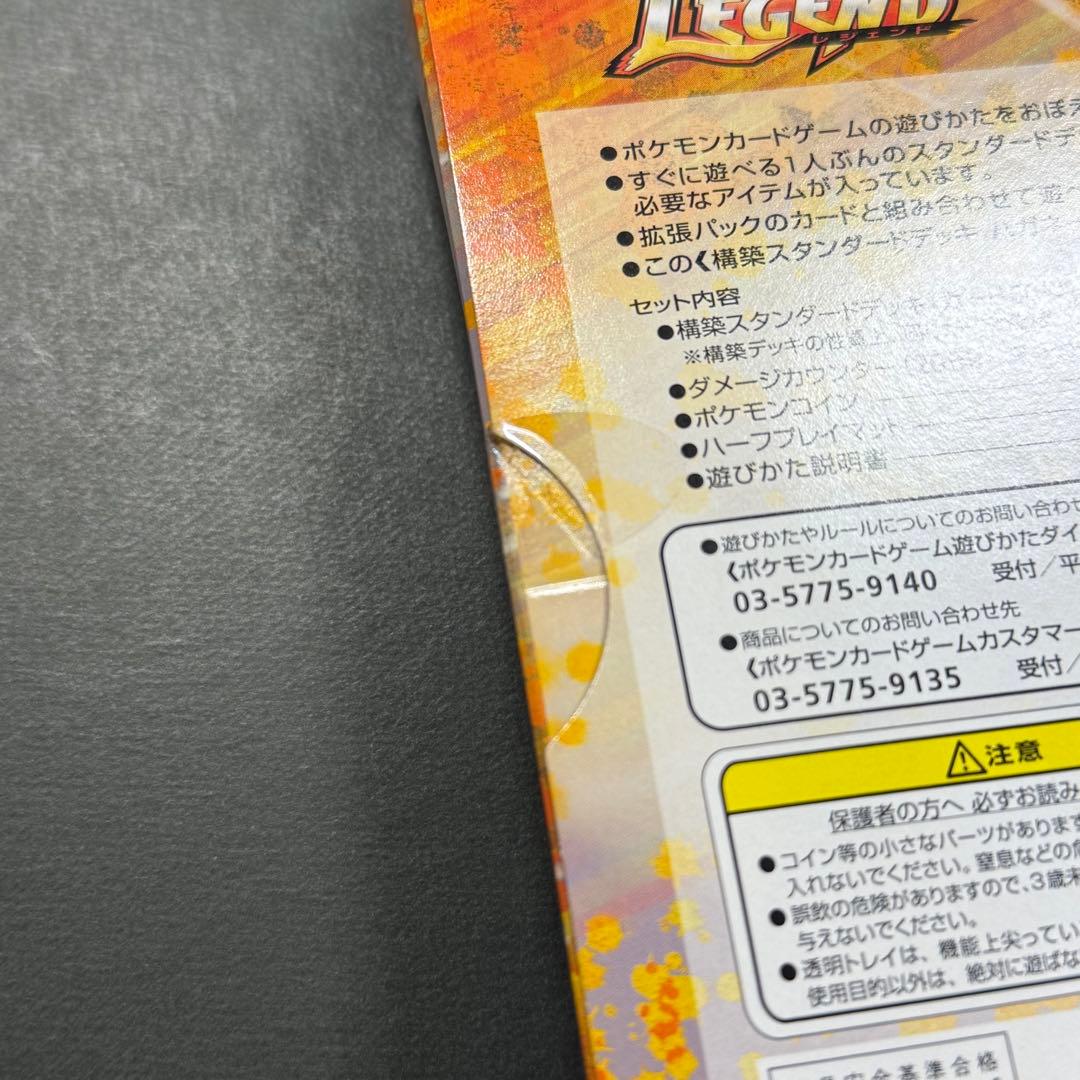 LEGEND
レジェンド
●ポケモンカードゲームの遊びかたをおぼえ
●すぐに遊べる1人ぶんのスタンダードデ
必要なアイテムが入っています。
●拡張パックのカードと組み合わせて遊
●この《構築スタンダードデッキ
セット内容
●構築スタンダードデッキ
※構築デッキの性質上
●ダメージカウンター
●ポケモンコイン
●ハーフプレイマット
●遊びかた説明書
●遊びかたやルールについてのお問い合わせ
《ポケモンカードゲーム遊びかたダイ
03-5775-9140 受付／平
●商品についてのお問い合わせ先
《ポケモンカードゲームカスタマー
03-5775-9135 受付／
注意
保護者の方へ 必ずお読み
●コイン等の小さなパーツがあります
入れないでください。窒息などの危
●誤飲の危険がありますので、3歳未
与えないでください。
●透明トレイは、機能上尖ってい
使用目的以外は、絶対に遊ばな
安全基準合格